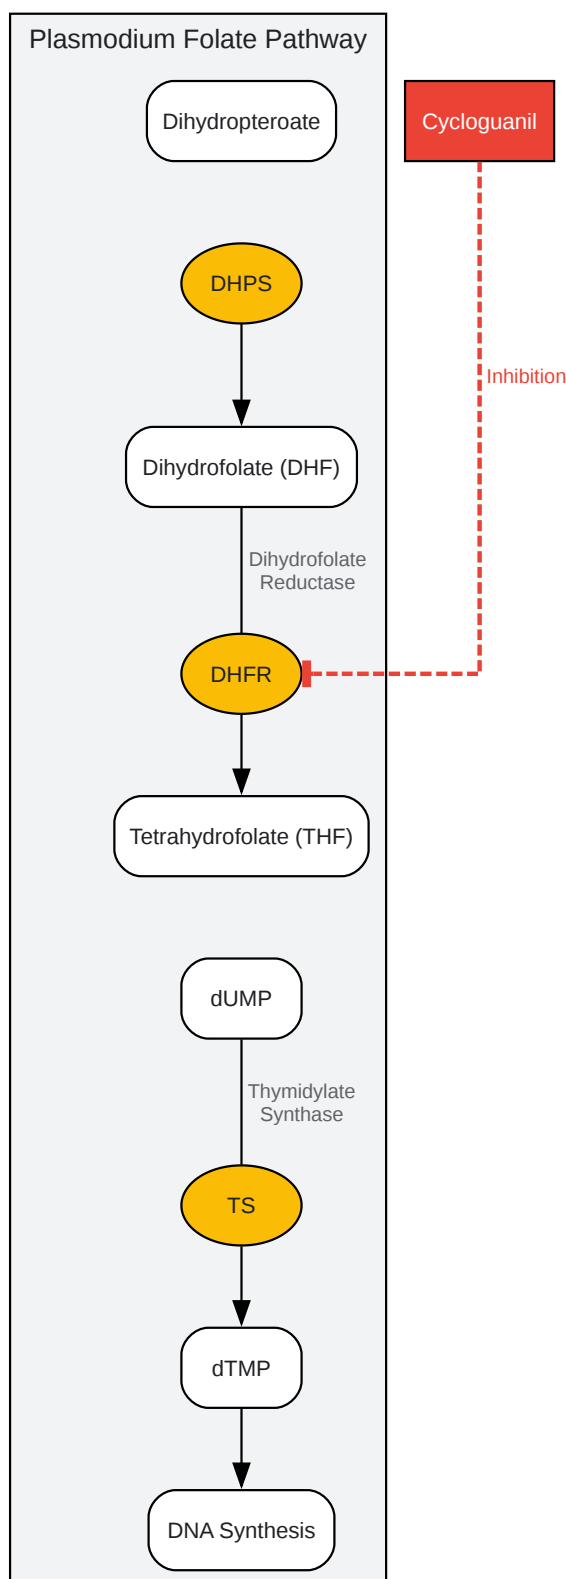 Plasmodium Folate Pathway
Dihydropteroate
Cycloguanil
DHPS
Inhibition
Dihydrofolate (DHF)
Dihydrofolate
Reductase
DHFR
Tetrahydrofolate (THF)
dUMP
Thymidylate
Synthase
TS
dTMP
DNA Synthesis